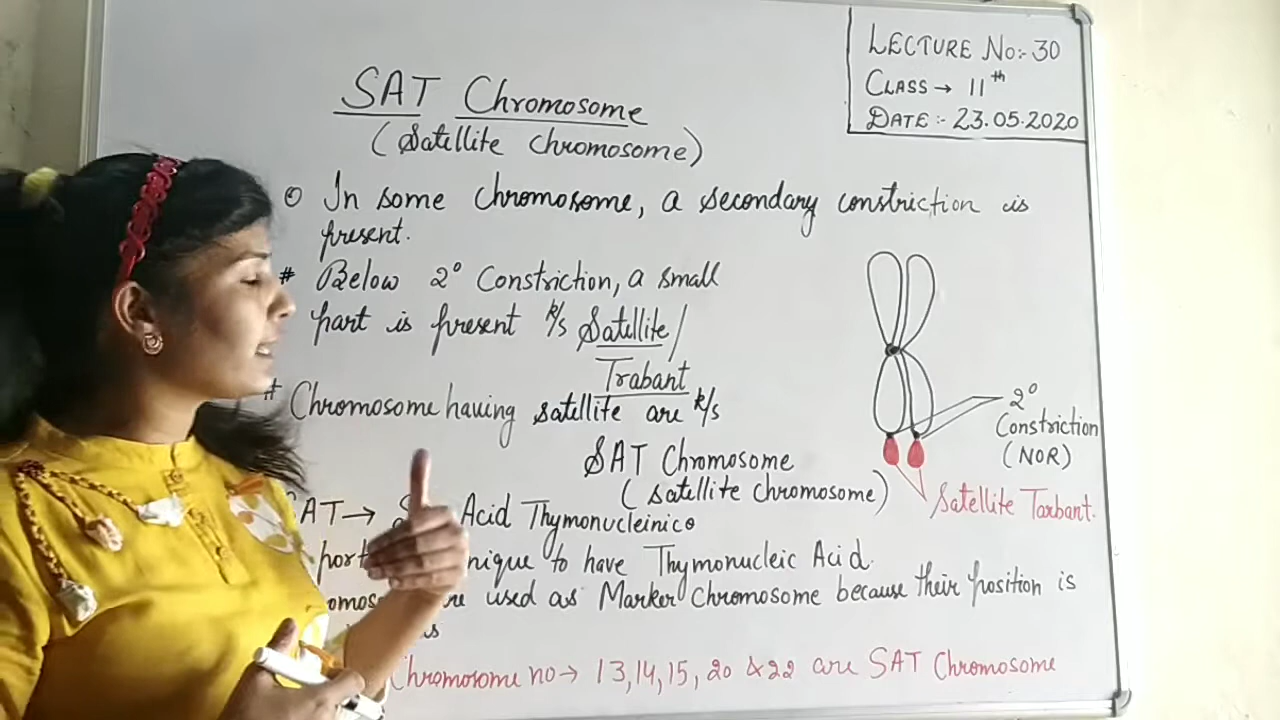 LECTURE No:- 30
CLASS → 11th
DATE :- 23.05.2020
SAT Chromosome
(Satellite chromosome)
In some chromosome, a secondary constriction is
present.
# Below 2° Constriction, a small
part is present k/s Satellite/
Trabant
# Chromosome having satellite are k/s
SAT Chromosome
(satellite chromosome)
2°
Constriction
(NOR)
Satellite Tarbant.
AT → Acid Thymonucleinico
nique to have Thymonucleic Acid.
used as Marker Chromosome because their position is
Chromosome no → 13,14,15, 20 & 22 are SAT Chromosome